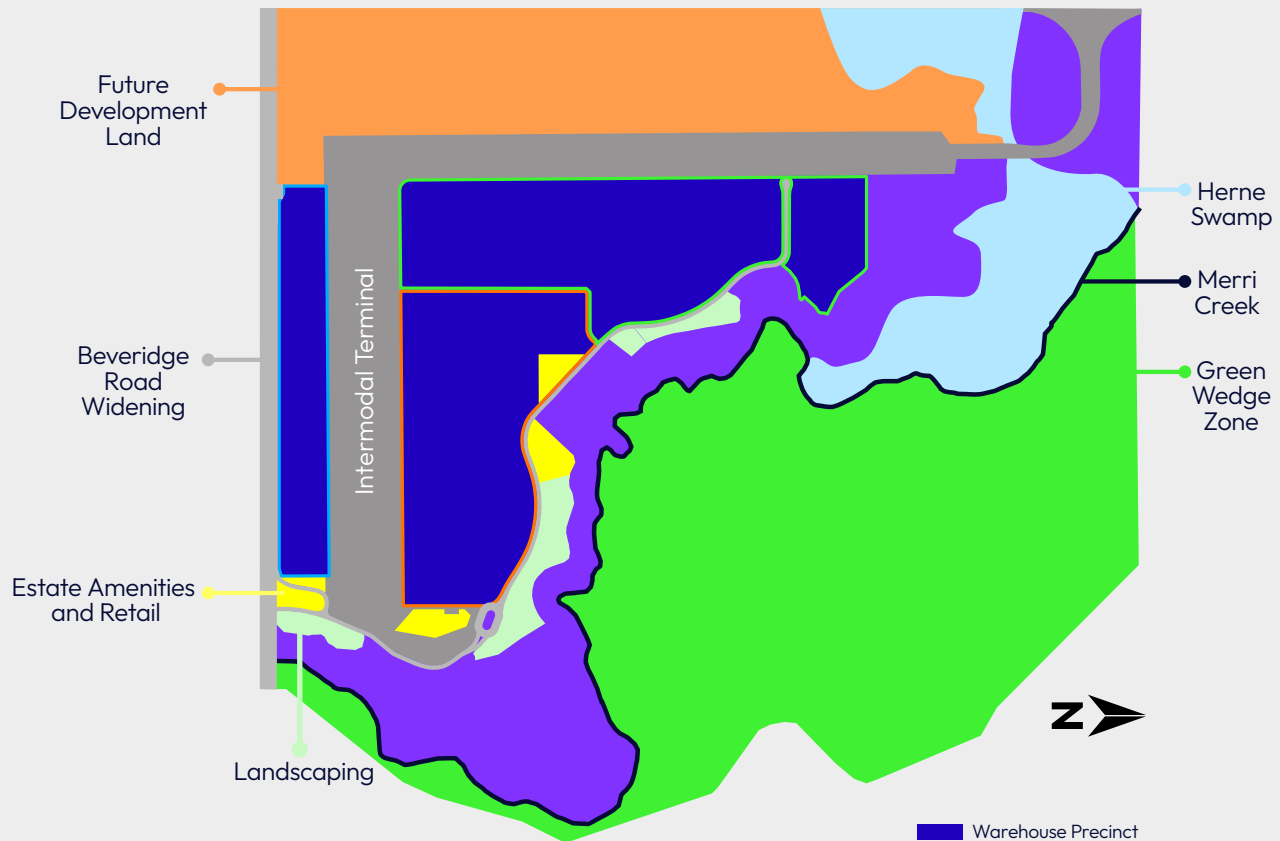 Future
Development
Land
Herne
Swamp
Merri
Creek
Intermodal Terminal
Beveridge
Road
Widening
Green
Wedge
Zone
Estate Amenities
and Retail
N
Landscaping
Warehouse Precinct